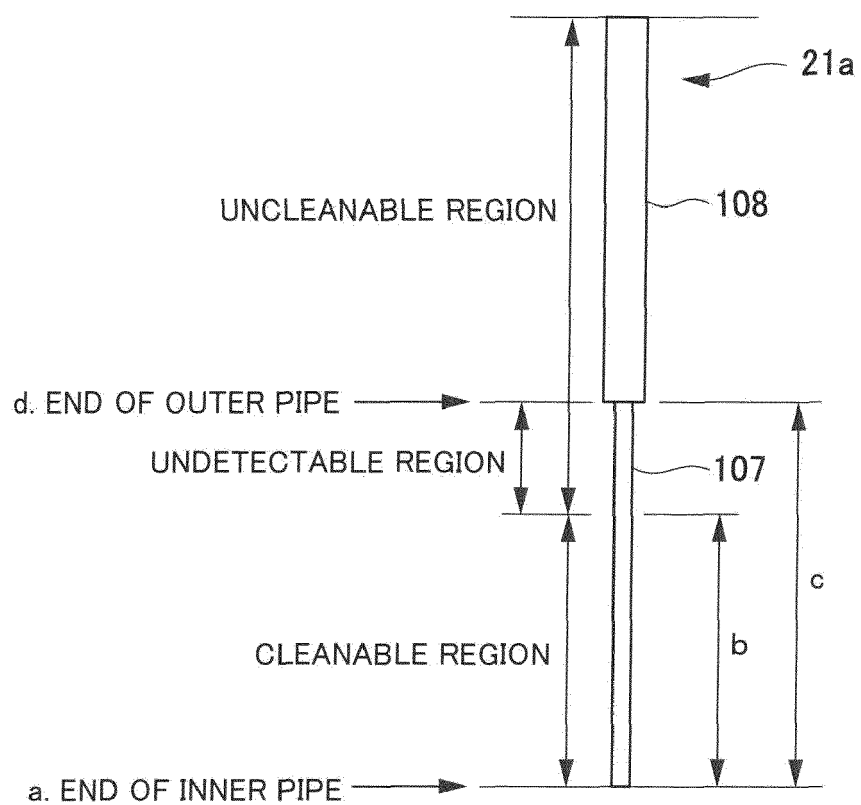 21a
UNCLEANABLE REGION
108
d. END OF OUTER PIPE
UNDETECTABLE REGION
107
c
b
CLEANABLE REGION
a. END OF INNER PIPE